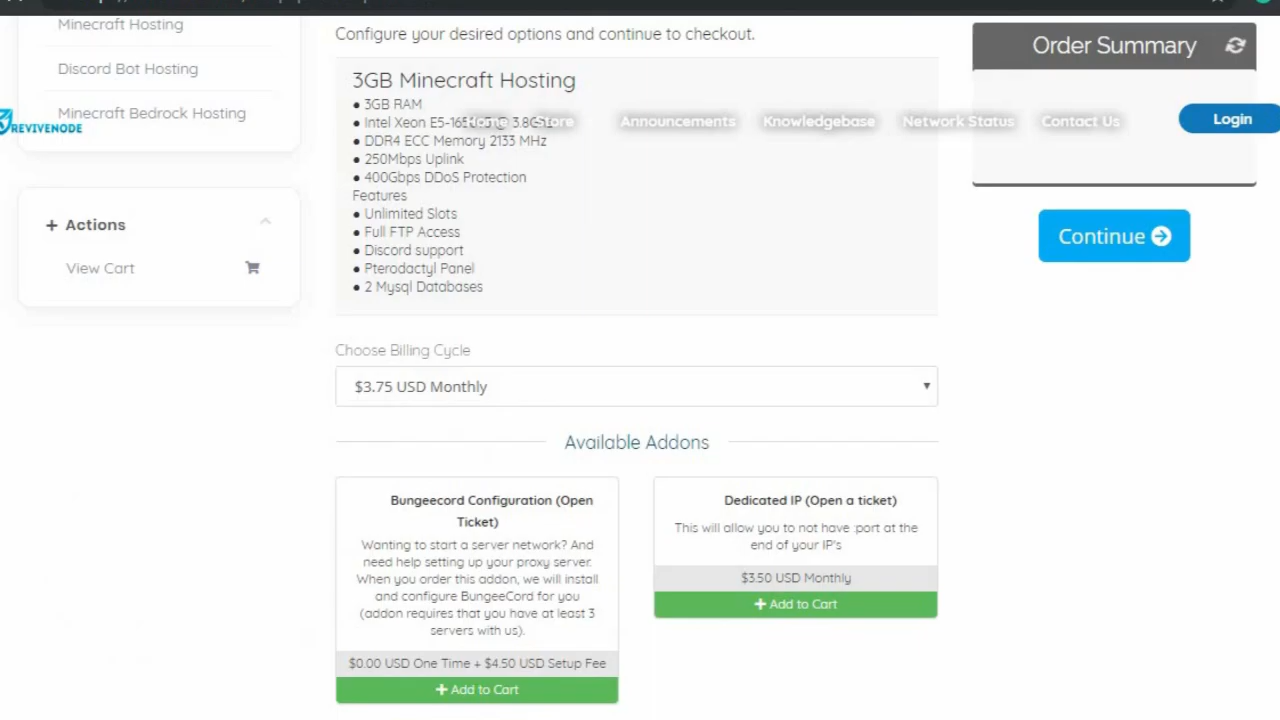 Minecraft Hosting
Discord Bot Hosting
Minecraft Bedrock Hosting
REVIVENODE
+ Actions
View Cart
Configure your desired options and continue to checkout.
3GB Minecraft Hosting
● 3GB RAM
● Intel Xeon 3.8GHz
● DDR4 ECC Memory 2133 MHz
● 250Mbps Uplink
● 400Gbps DDoS Protection
Features
● Unlimited Slots
● Full FTP Access
● Discord support
● Pterodactyl Panel
● 2 Mysql Databases
Home Store Announcements Knowledgebase Network Status Contact Us Login
Choose Billing Cycle
$3.75 USD Monthly
Available Addons
Bungeecord Configuration (Open
Ticket)
Wanting to start a server network? And
need help setting up your proxy server.
When you order this addon, we will install
and configure BungeeCord for you
(addon requires that you have at least 3
servers with us).
$0.00 USD One Time + $4.50 USD Setup Fee
+ Add to Cart
Dedicated IP (Open a ticket)
This will allow you to not have :port at the
end of your IP's
$3.50 USD Monthly
+ Add to Cart
Order Summary
Continue